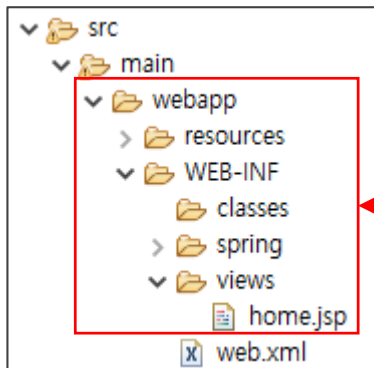 src
main
webapp
resources
WEB-INF
classes
spring
views
home.jsp
web.xml